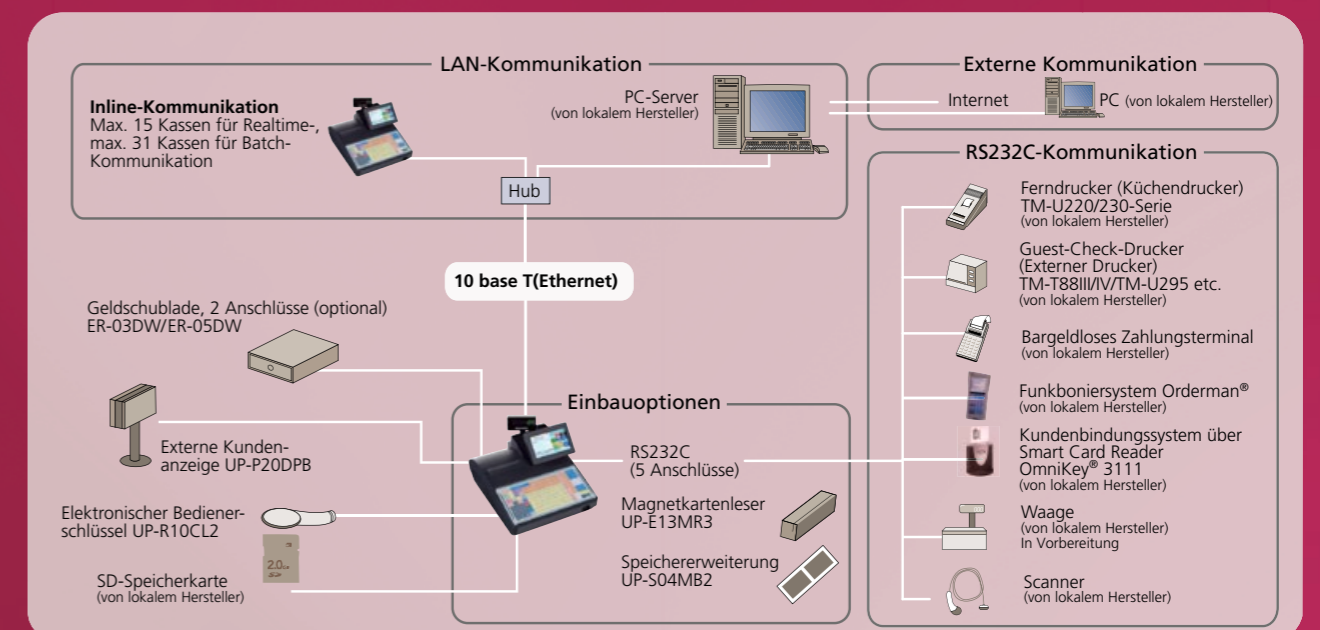 LAN-Kommunikation
Inline-Kommunikation
Max. 15 Kassen für Realtime-,
max. 31 Kassen für Batch-
Kommunikation
PC-Server
(von lokalem Hersteller)
Hub
Externe Kommunikation
Internet
PC (von lokalem Hersteller)
10 base T(Ethernet)
Geldschublade, 2 Anschlüsse (optional)
ER-03DW/ER-05DW
Externe Kunden-
anzeige UP-P20DPB
Elektronischer Bediener-
schlüssel UP-R10CL2
2.0GB
SD-Speicherkarte
(von lokalem Hersteller)
Einbauoptionen
RS232C
(5 Anschlüsse)
Magnetkartenleser
UP-E13MR3
Speichererweiterung
UP-S04MB2
RS232C-Kommunikation
Ferndrucker (Küchendrucker)
TM-U220/230-Serie
(von lokalem Hersteller)
Guest-Check-Drucker
(Externer Drucker)
TM-T88III/IV/TM-U295 etc.
(von lokalem Hersteller)
Bargeldloses Zahlungsterminal
(von lokalem Hersteller)
Funkboniersystem Orderman®
(von lokalem Hersteller)
Kundenbindungssystem über
Smart Card Reader
OmniKey® 3111
(von lokalem Hersteller)
Waage
(von lokalem Hersteller)
In Vorbereitung
Scanner
(von lokalem Hersteller)